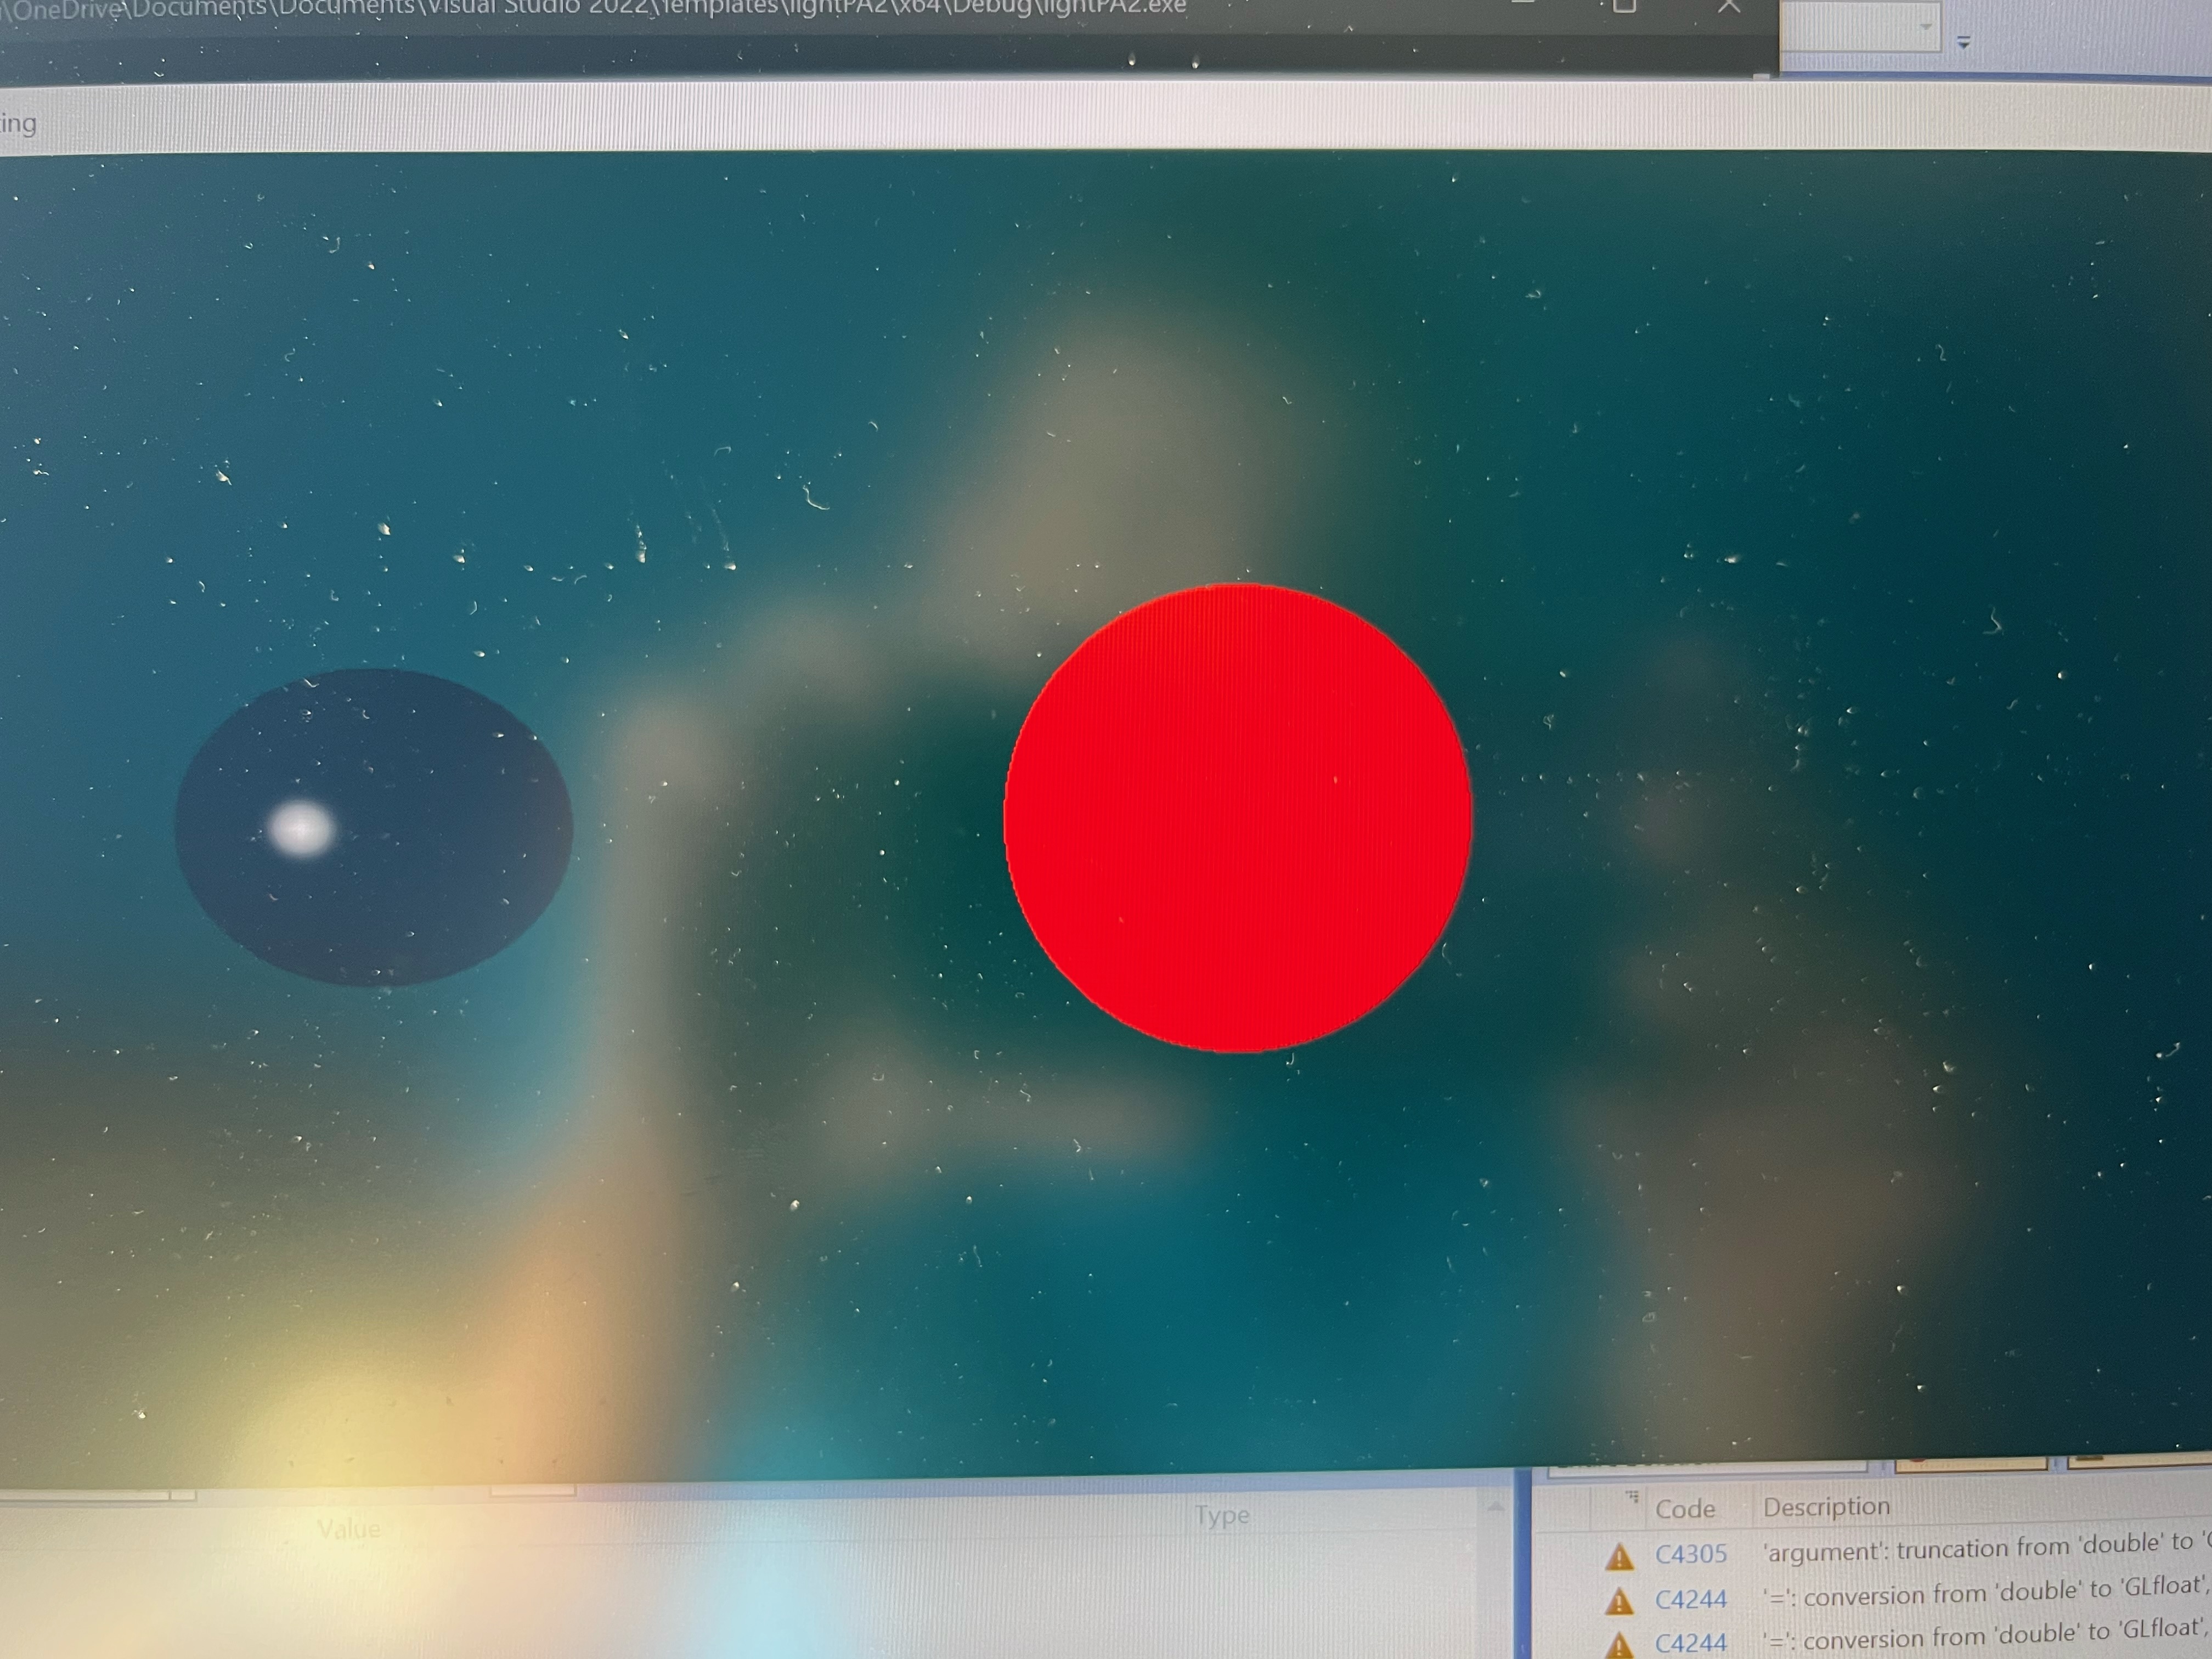 \OneDrive\Documents\Documents\Visual Studio 2022\Templates\lightPA2\x64\Debug\lightPA2.exe
ing
Value
Type
Code
Description
C4305
'argument': truncation from 'double' to '
C4244
'=': conversion from 'double' to 'GLfloat',
C4244
'=': conversion from 'double' to 'GLfloat',